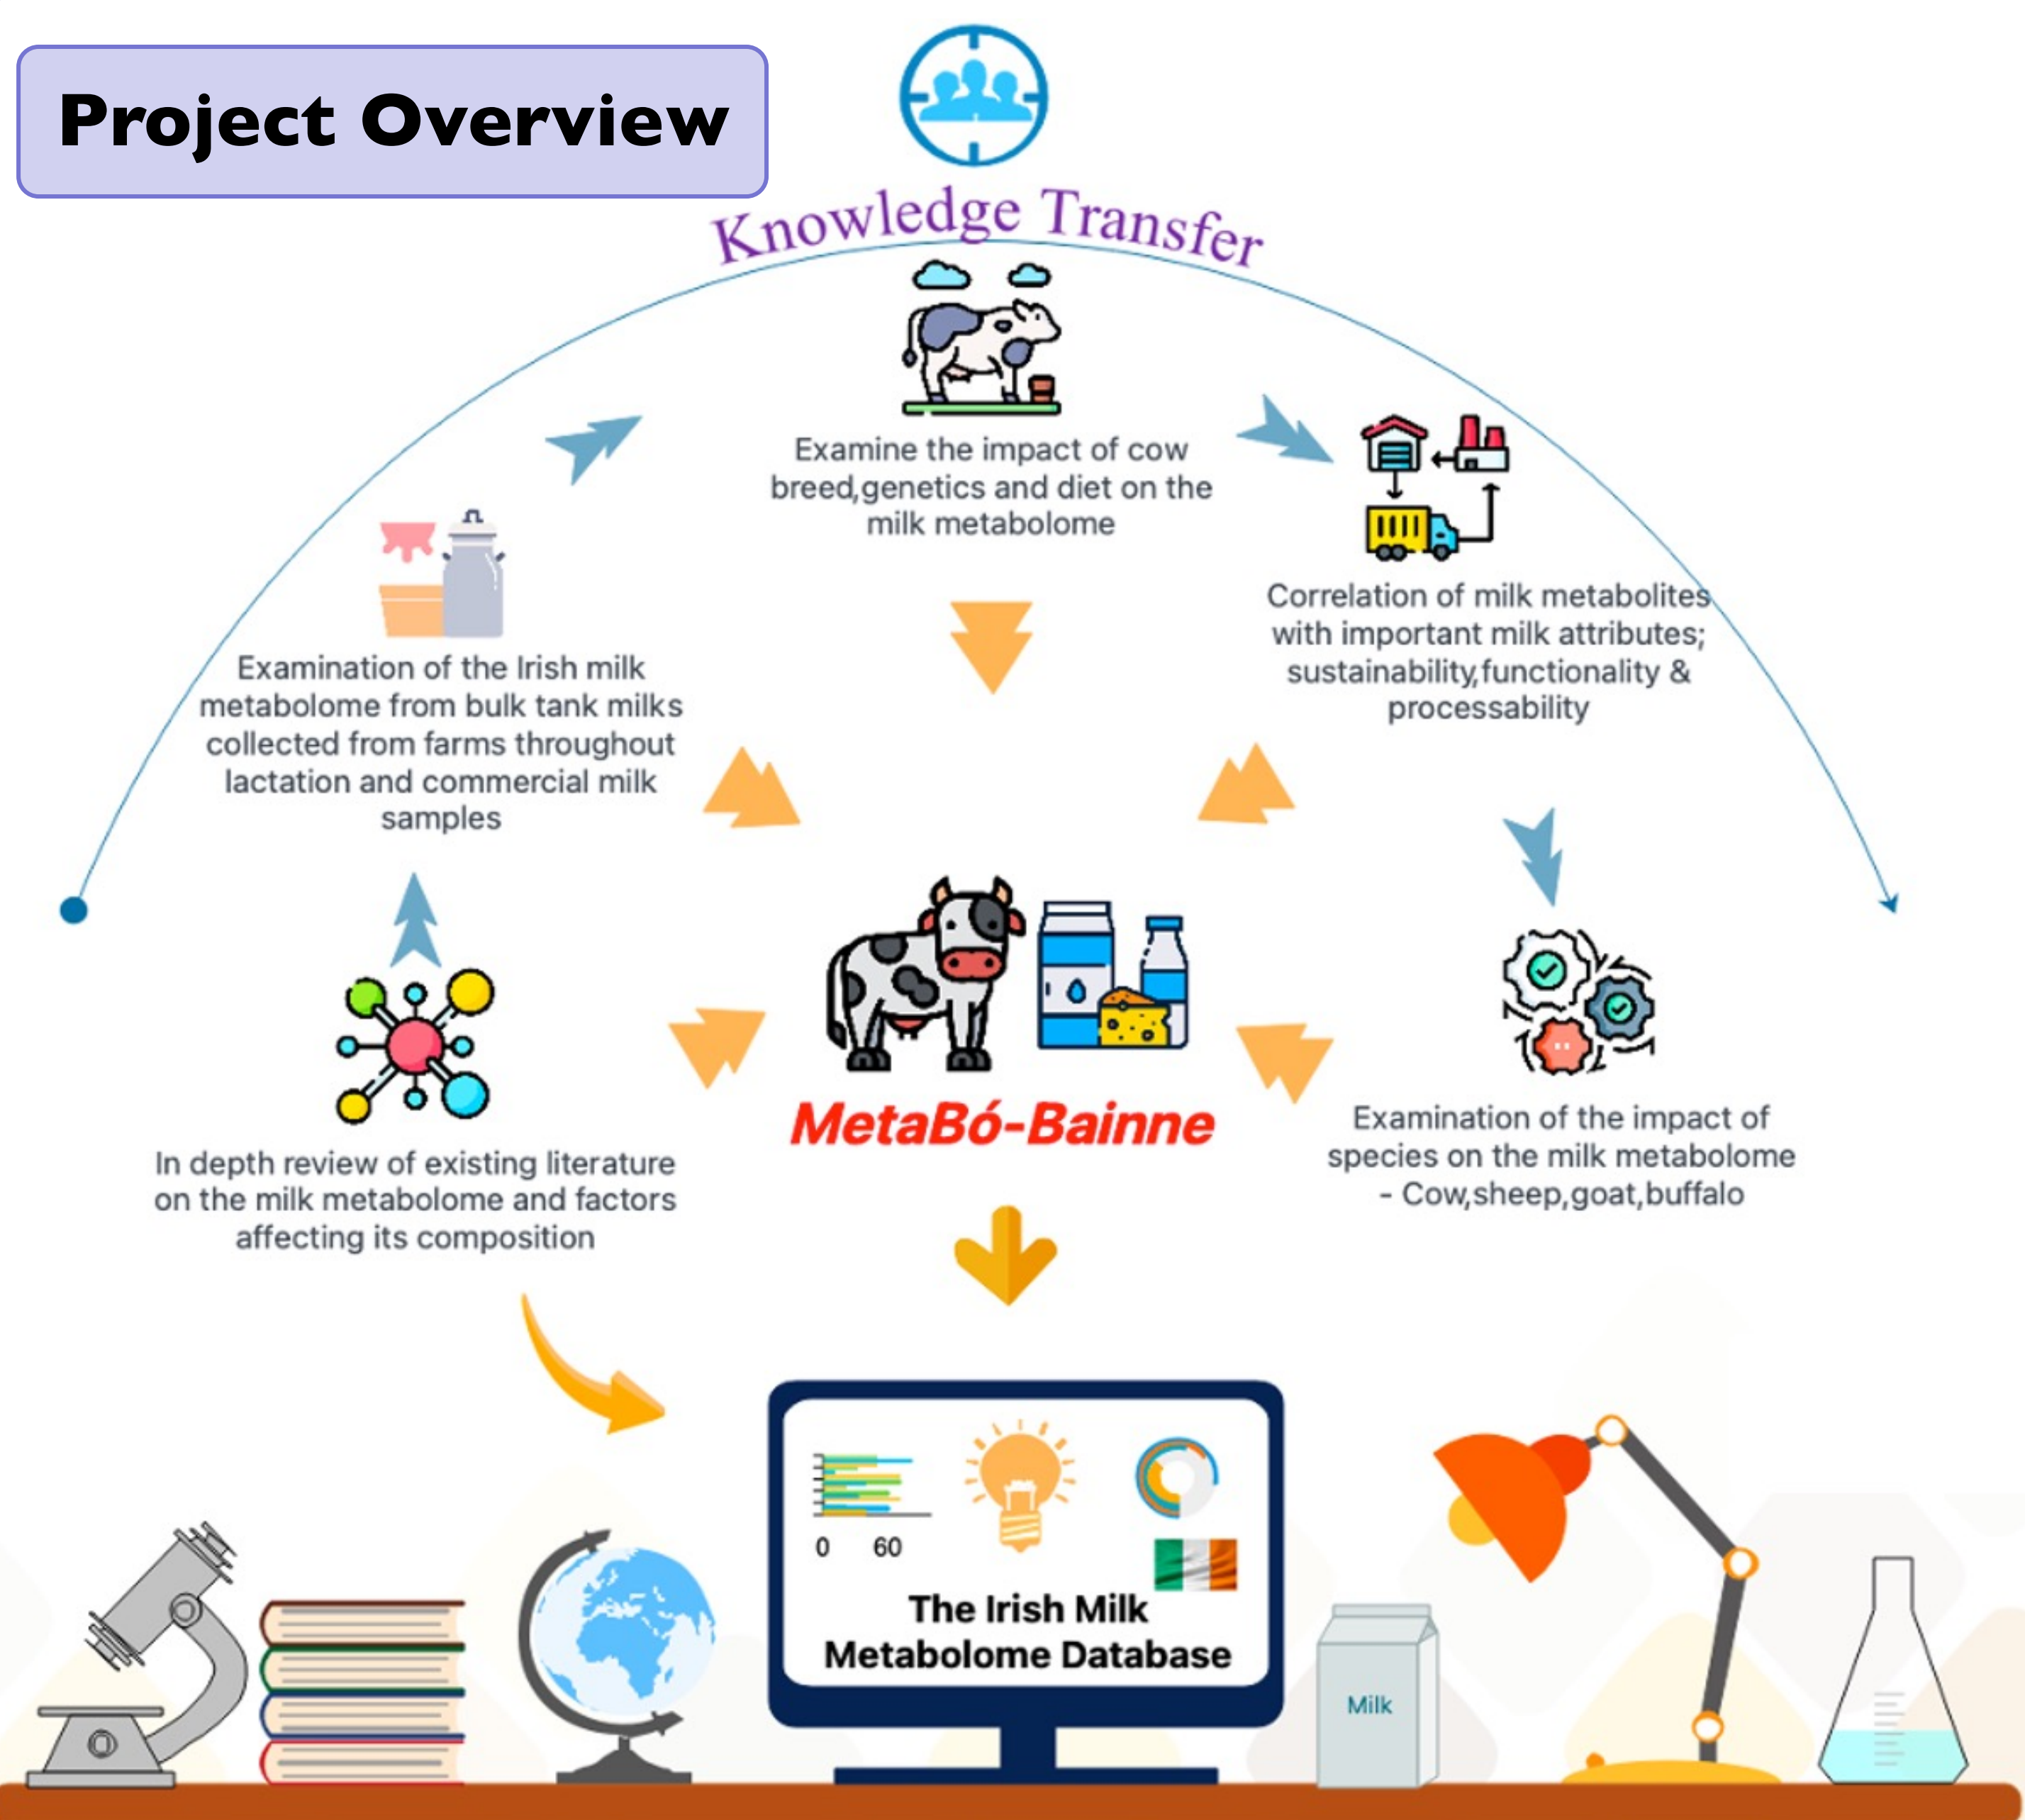 Project Overview
Knowledge Transfer
Examine the impact of cow
breed,genetics and diet on the
milk metabolome
Correlation of milk metabolites
with important milk attributes;
sustainability,functionality &
processability
Examination of the Irish milk
metabolome from bulk tank milks
collected from farms throughout
lactation and commercial milk
samples
MetaBó-Bainne
In depth review of existing literature
on the milk metabolome and factors
affecting its composition
Examination of the impact of
species on the milk metabolome
- Cow,sheep,goat,buffalo
0 60
The Irish Milk
Metabolome Database
Milk